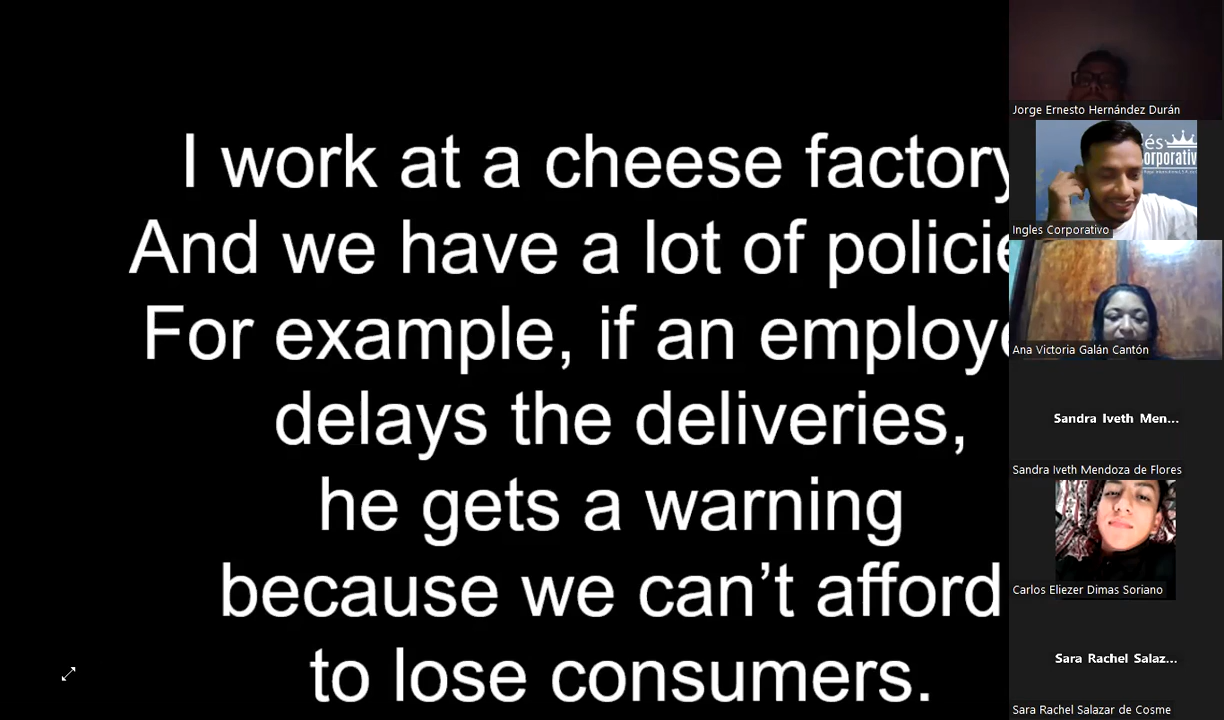 I work at a cheese factory
And we have a lot of policie
For example, if an employe
delays the deliveries,
he gets a warning
because we can’t afford
to lose consumers.
Jorge Ernesto Hernández Durán
Ingles Corporativo
Ana Victoria Galán Cantón
Sandra Iveth Men...
Sandra Iveth Mendoza de Flores
Carlos Eliezer Dimas Soriano
Sara Rachel Salaz...
Sara Rachel Salazar de Cosme